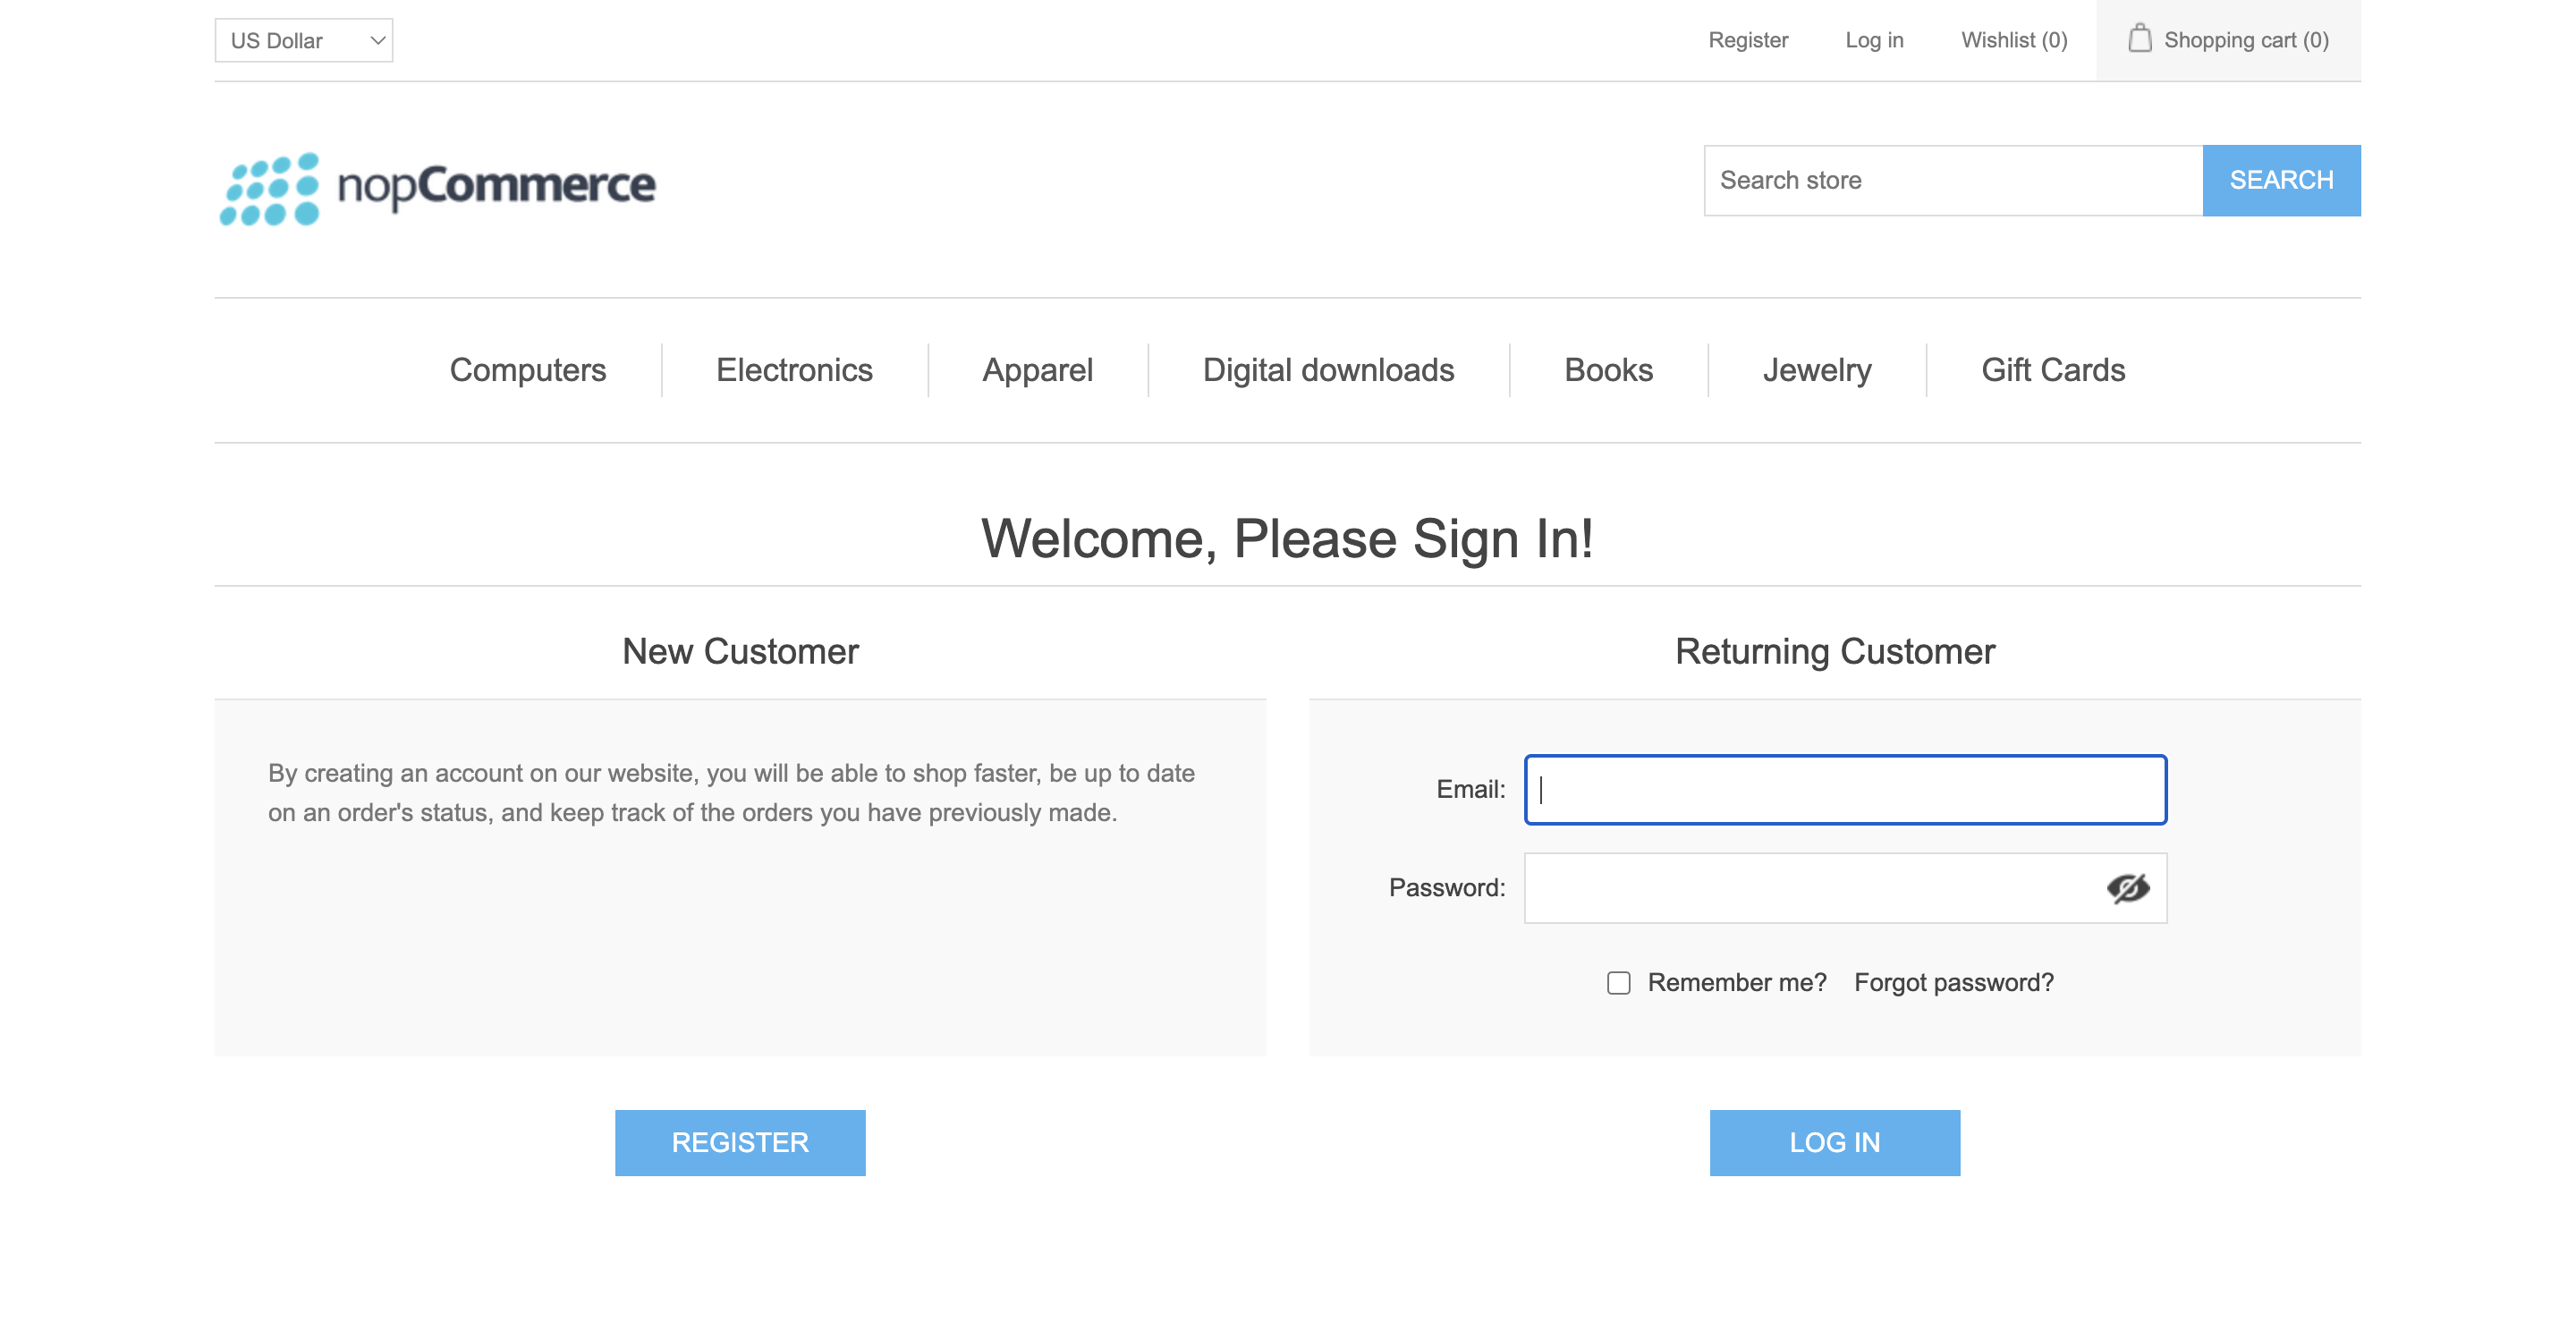 US Dollar
Register Log in Wishlist (0) Shopping cart (0)
nopCommerce
Search store SEARCH
Computers Electronics Apparel Digital downloads Books Jewelry Gift Cards
Welcome, Please Sign In!
New Customer
By creating an account on our website, you will be able to shop faster, be up to date
on an order's status, and keep track of the orders you have previously made.
REGISTER
Returning Customer
Email:
Password:
Remember me? Forgot password?
LOG IN